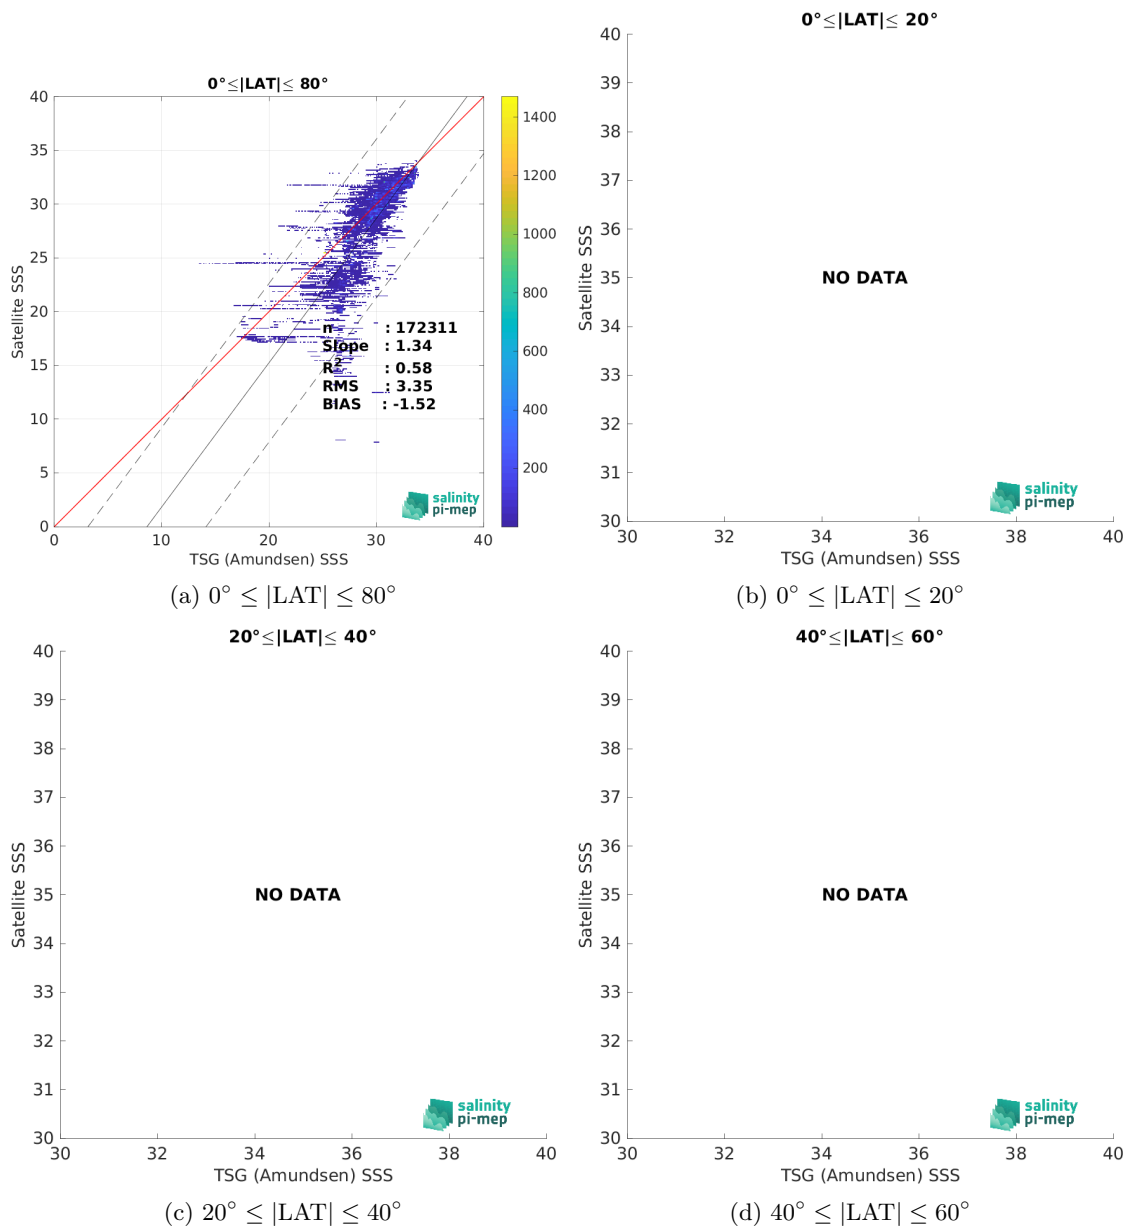 0°≤|LAT|≤ 80°
40
35
30
25
20
15
10
5
0
0
10
20
30
40
Satellite SSS
TSG (Amundsen) SSS
n : 172311
Slope : 1.34
R² : 0.58
RMS : 3.35
BIAS : -1.52
1400
1200
1000
800
600
400
200
salinity
pi-mep
(a) 0° ≤ |LAT| ≤ 80°
0°≤|LAT|≤ 20°
40
39
38
37
36
35
34
33
32
31
30
30
32
34
36
38
40
Satellite SSS
NO DATA
TSG (Amundsen) SSS
salinity
pi-mep
(b) 0° ≤ |LAT| ≤ 20°
20°≤|LAT|≤ 40°
40
39
38
37
36
35
34
33
32
31
30
30
32
34
36
38
40
Satellite SSS
NO DATA
TSG (Amundsen) SSS
salinity
pi-mep
(c) 20° ≤ |LAT| ≤ 40°
40°≤|LAT|≤ 60°
40
39
38
37
36
35
34
33
32
31
30
30
32
34
36
38
40
Satellite SSS
NO DATA
TSG (Amundsen) SSS
salinity
pi-mep
(d) 40° ≤ |LAT| ≤ 60°